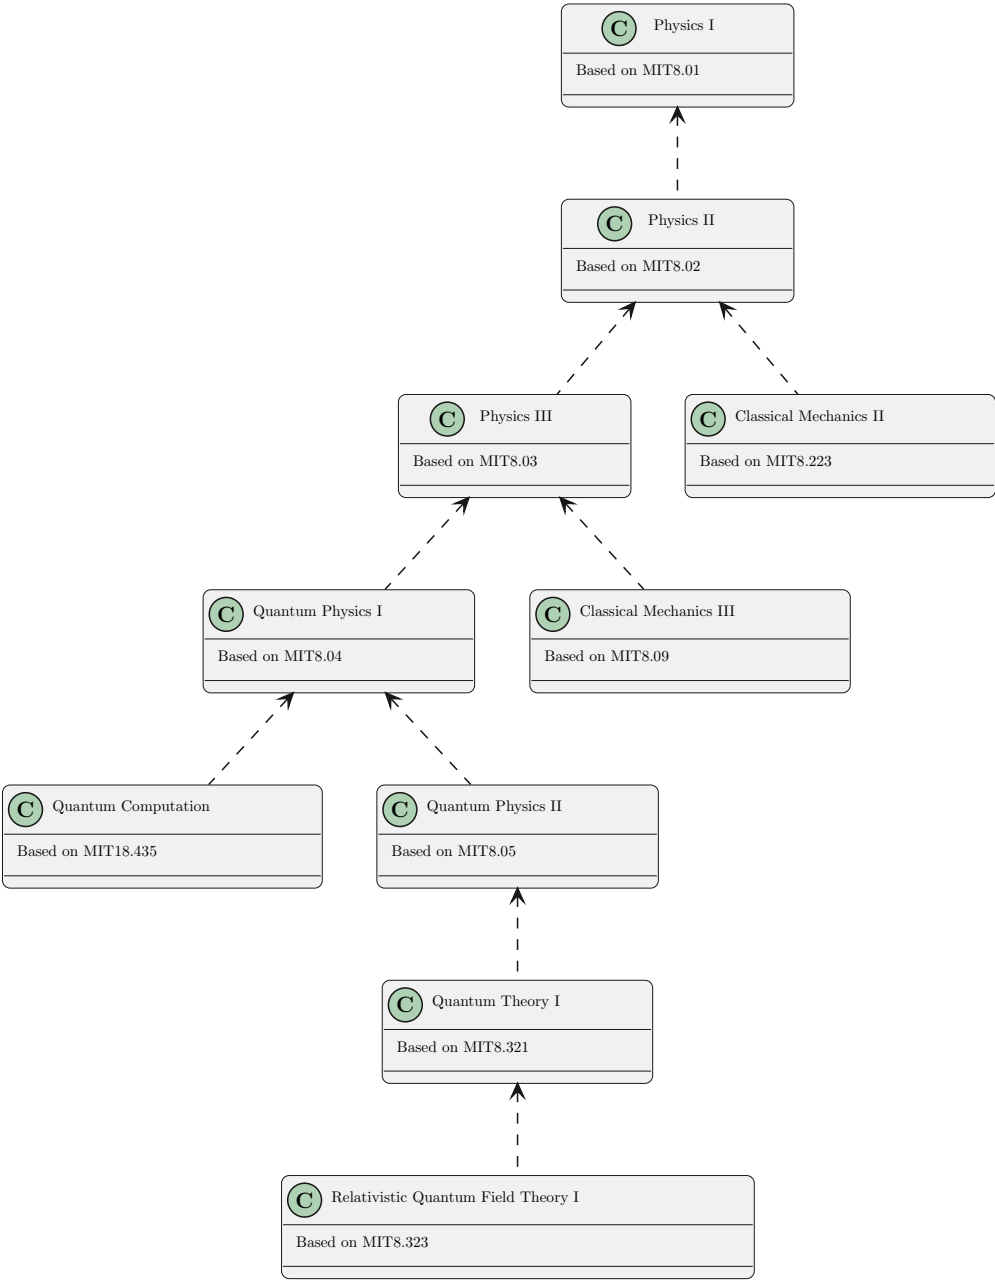 C Physics I
Based on MIT8.01
C Physics II
Based on MIT8.02
C Physics III
Based on MIT8.03
C Classical Mechanics II
Based on MIT8.223
C Quantum Physics I
Based on MIT8.04
C Classical Mechanics III
Based on MIT8.09
C Quantum Computation
Based on MIT18.435
C Quantum Physics II
Based on MIT8.05
C Quantum Theory I
Based on MIT8.321
C Relativistic Quantum Field Theory I
Based on MIT8.323